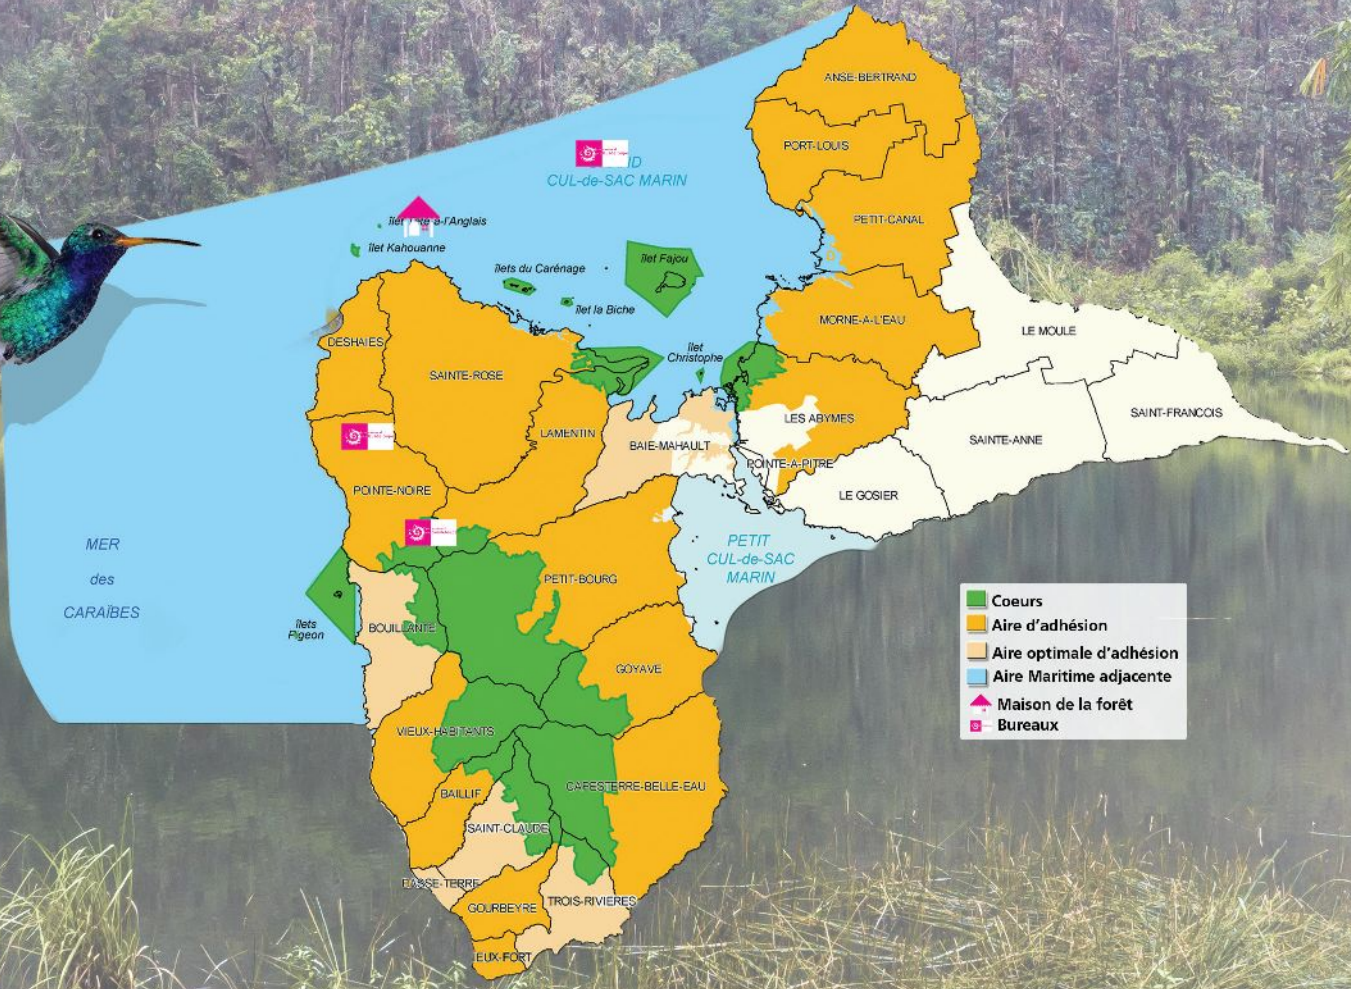 ANSE-BERTRAND
PORT-LOUIS
CUL-de-SAC MARIN
PETIT-CANAL
îlet Kahouanne
îlet Fajou
îlets du Carénage
îlet la Biche
MORNE-A-L'EAU
LE MOULE
DESHAIES
îlet
Christophe
SAINTE-ROSE
SAINT-FRANCOIS
LES ABYMES
LAMENTIN
SAINTE-ANNE
BAIE-MAHAULT
POINTE-A-PITRE
POINTE-NOIRE
LE GOSIER
MER
des
CARAÏBES
PETIT
CUL-de-SAC
MARIN
PETIT-BOURG
îlets
Pigeon
BOUILLANTE
GOYAVE
VIEUX-HABITANTS
CAPESTERRE-BELLE-EAU
BAILLIF
SAINT-CLAUDE
BASSE-TERRE
TROIS-RIVIERES
GOURBEYRE
IEUX-FORT
Coeurs
Aire d'adhésion
Aire optimale d'adhésion
Aire Maritime adjacente
Maison de la forêt
Bureaux